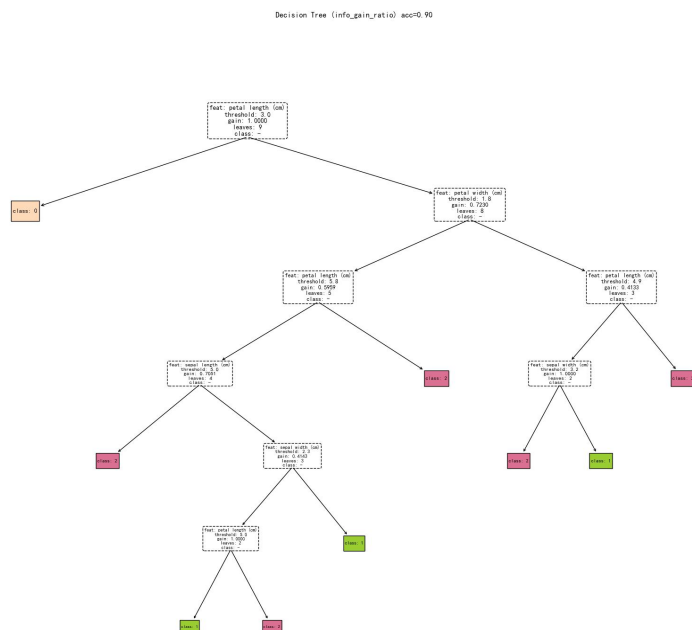 Decision Tree (info_gain_ratio) acc=0.90
feat: petal length (cm)
threshold: 3.0
gain: 1.0000
leaves: 9
class: -
class: 0
feat: petal width (cm)
threshold: 1.8
gain: 0.7230
leaves: 8
class: -
feat: petal length (cm)
threshold: 5.8
gain: 0.5959
leaves: 5
class: -
feat: petal length (cm)
threshold: 4.9
gain: 0.4133
leaves: 3
class: -
feat: sepal length (cm)
threshold: 5.0
gain: 0.7051
leaves: 4
class: -
class: 2
feat: sepal width (cm)
threshold: 3.2
gain: 1.0000
leaves: 2
class: -
class:
class: 2
feat: sepal width (cm)
threshold: 2.3
gain: 0.4143
leaves: 3
class: -
class: 2
class: 1
feat: petal length (cm)
threshold: 5.0
gain: 1.0000
leaves: 2
class: -
class: 1
class: 1
class: 2